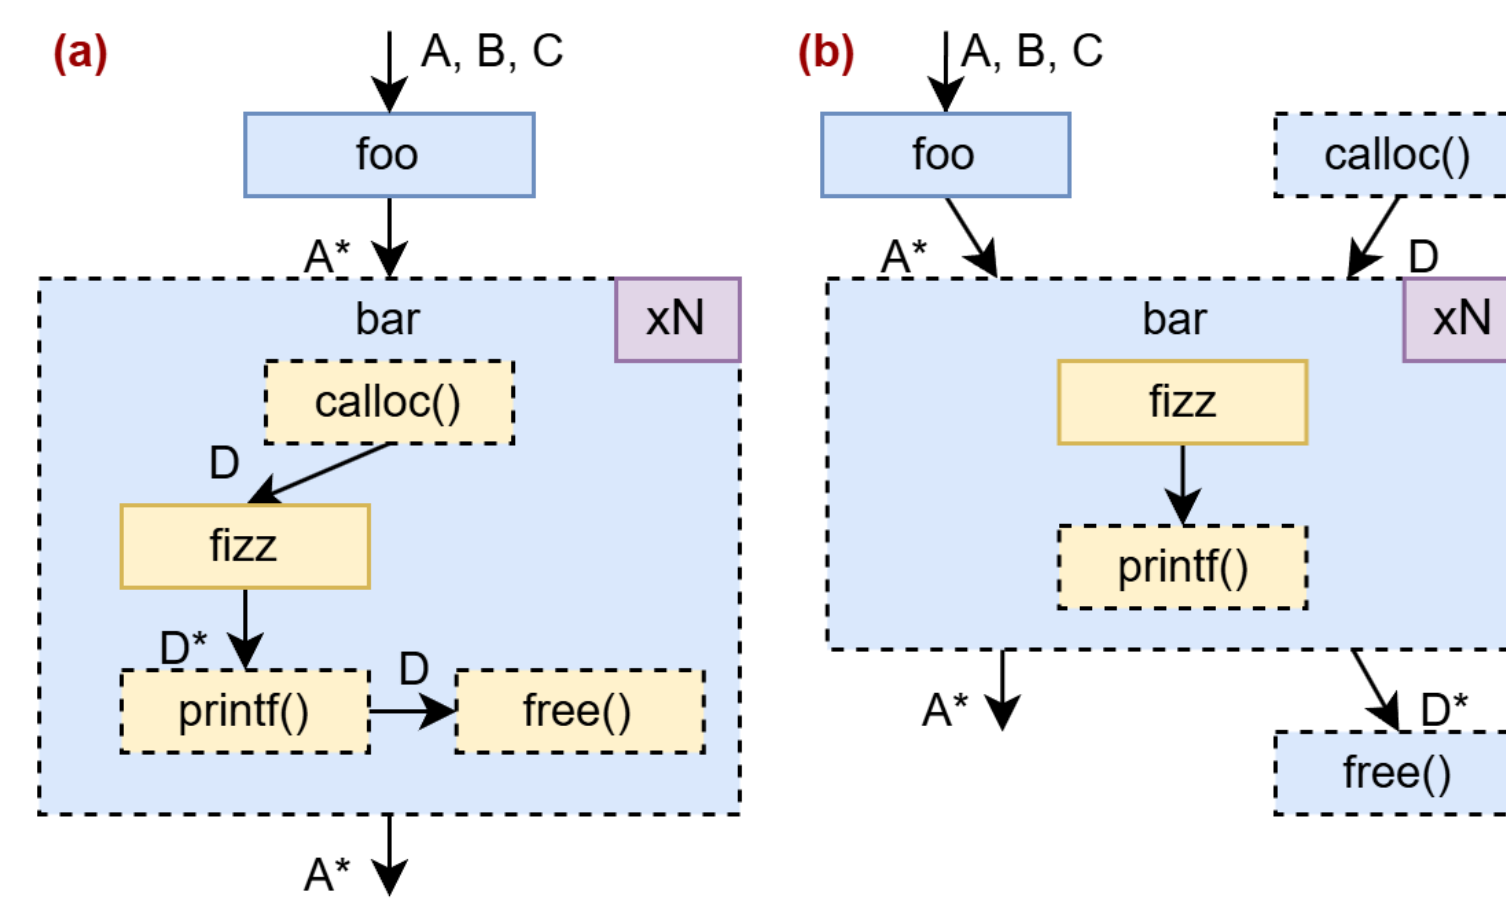 (a)
A, B, C
foo
A*
bar
xN
calloc()
D
fizz
D*
D
printf()
free()
A*
(b)
A, B, C
foo
calloc()
A*
D
bar
xN
fizz
printf()
A*
D*
free()